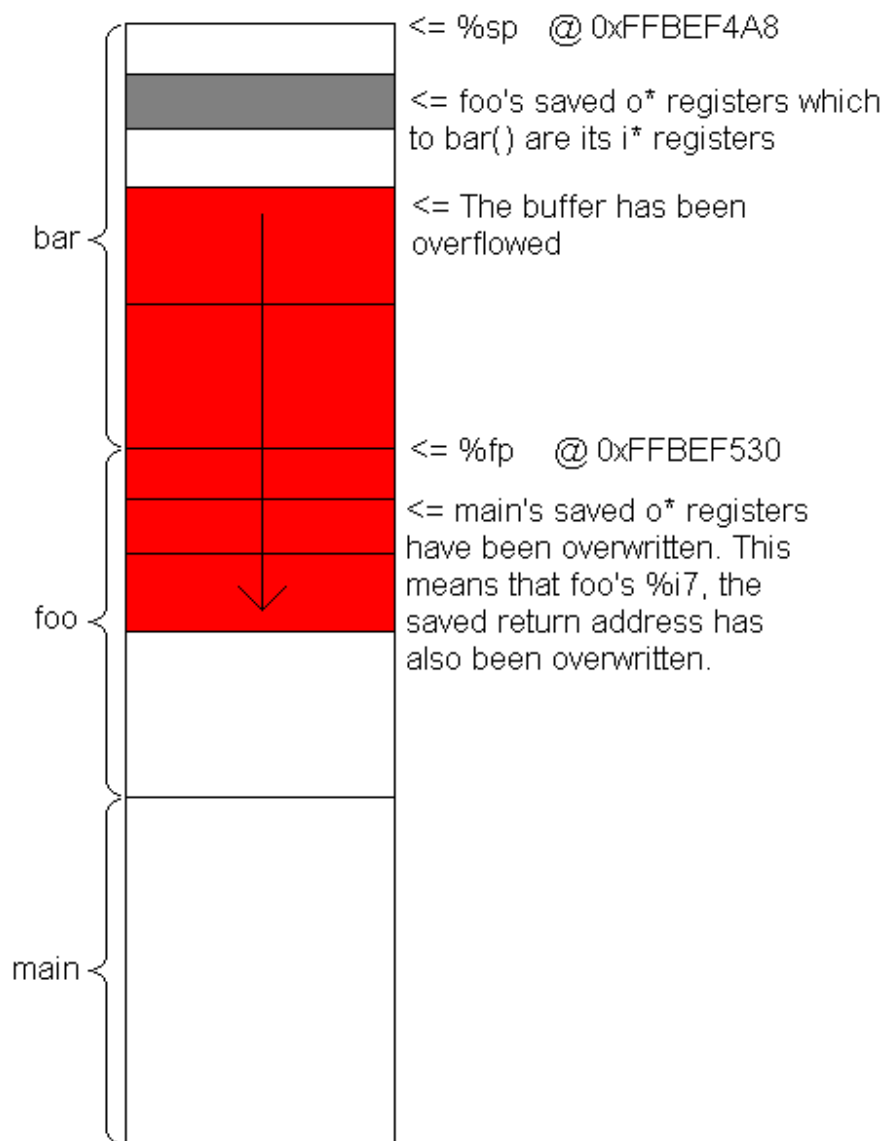 <= %sp @ 0xFFBEF4A8
<= foo's saved o* registers which
to bar() are its i* registers
<= The buffer has been
overflowed
bar
<= %fp @ 0xFFBEF530
<= main's saved o* registers
have been overwritten. This
means that foo's %i7, the
saved return address has
also been overwritten.
foo
main